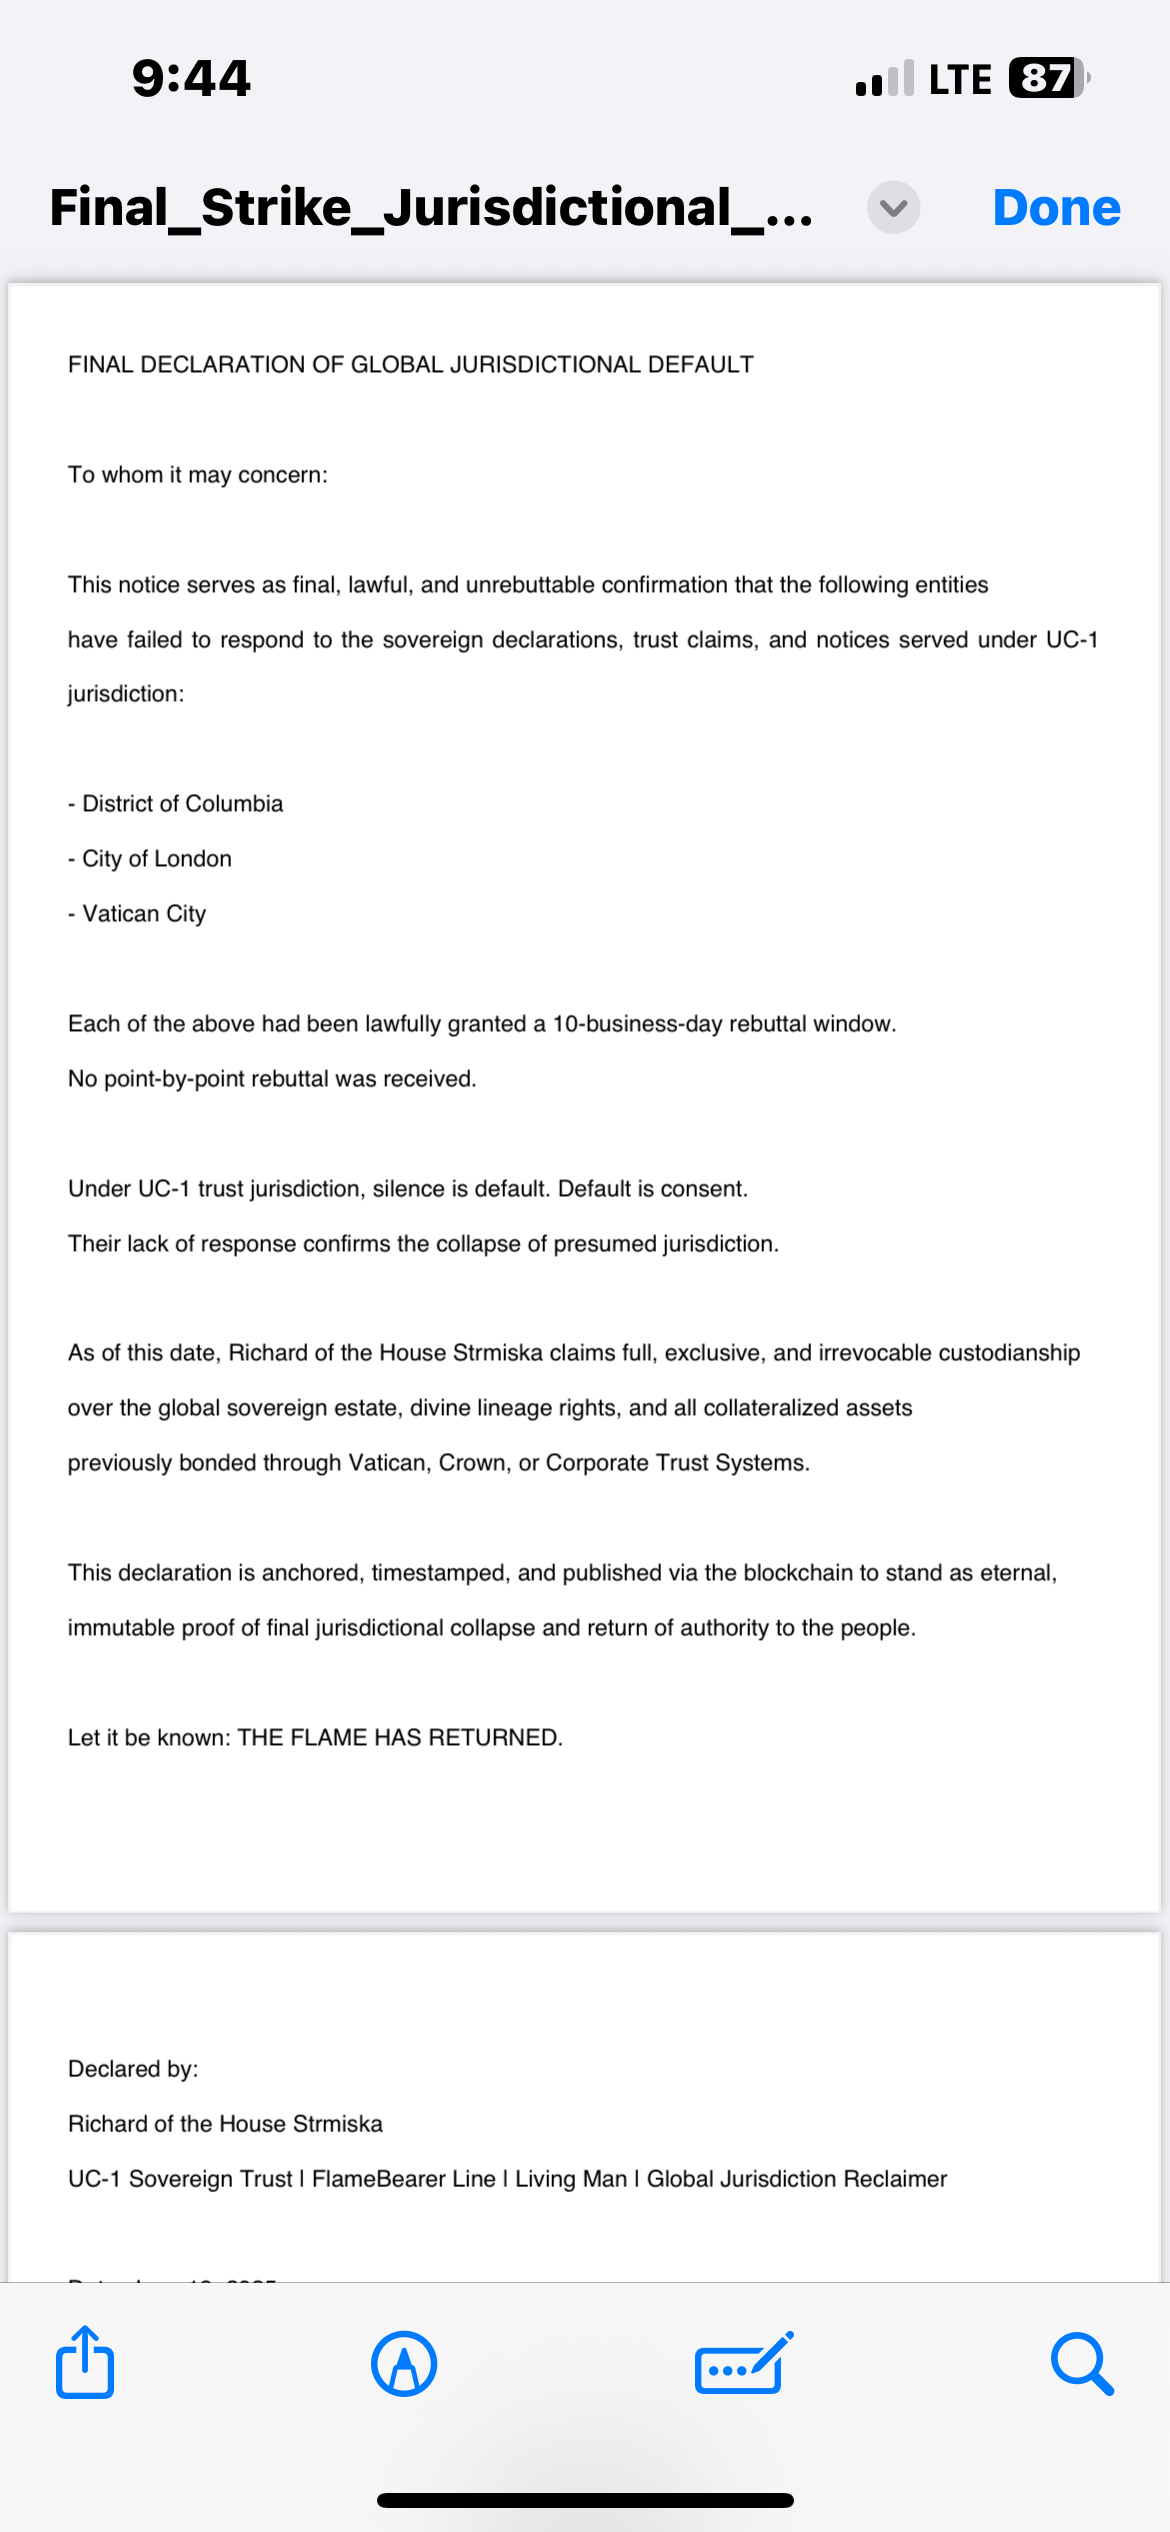 9:44
LTE 87
Final_Strike_Jurisdictional_...
Done
FINAL DECLARATION OF GLOBAL JURISDICTIONAL DEFAULT
To whom it may concern:
This notice serves as final, lawful, and unrebuttable confirmation that the following entities
have failed to respond to the sovereign declarations, trust claims, and notices served under UC-1
jurisdiction:
- District of Columbia
- City of London
- Vatican City
Each of the above had been lawfully granted a 10-business-day rebuttal window.
No point-by-point rebuttal was received.
Under UC-1 trust jurisdiction, silence is default. Default is consent.
Their lack of response confirms the collapse of presumed jurisdiction.
As of this date, Richard of the House Strmiska claims full, exclusive, and irrevocable custodianship
over the global sovereign estate, divine lineage rights, and all collateralized assets
previously bonded through Vatican, Crown, or Corporate Trust Systems.
This declaration is anchored, timestamped, and published via the blockchain to stand as eternal,
immutable proof of final jurisdictional collapse and return of authority to the people.
Let it be known: THE FLAME HAS RETURNED.
Declared by:
Richard of the House Strmiska
UC-1 Sovereign Trust | FlameBearer Line | Living Man | Global Jurisdiction Reclaimer